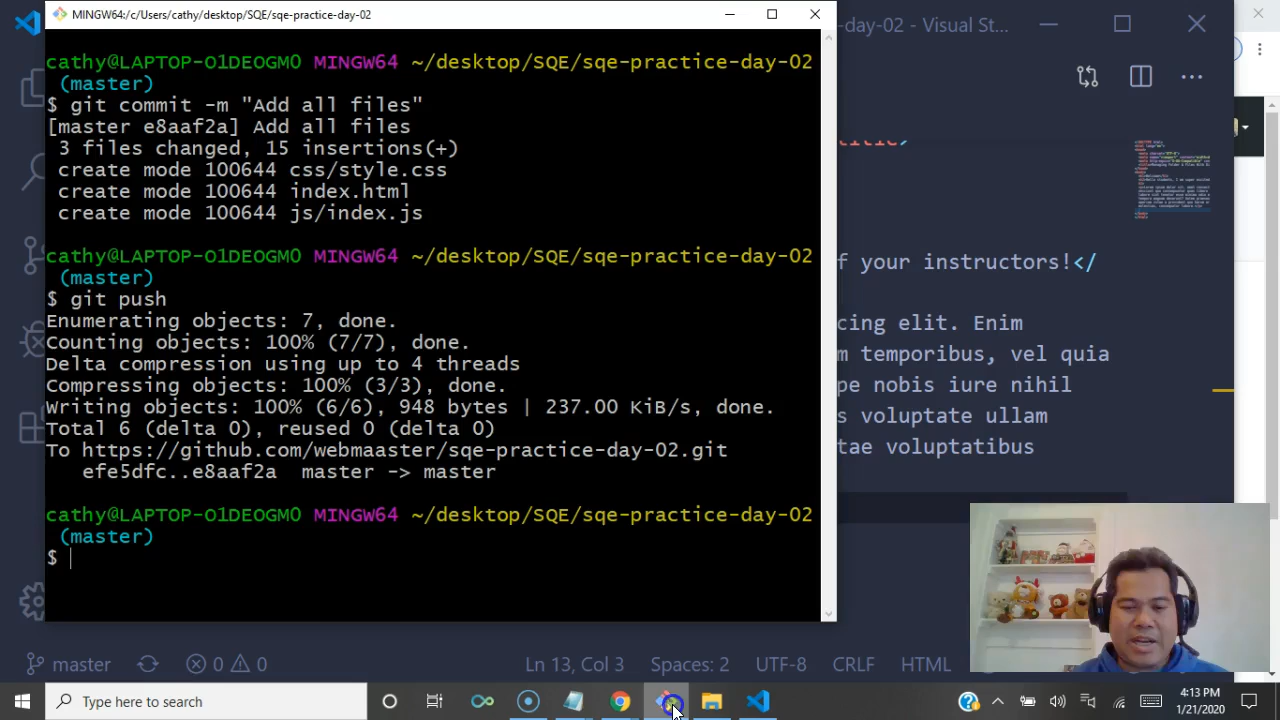 MINGW64:/c/Users/cathy/desktop/SQE/sqe-practice-day-02
-day-02 - Visual St...
cathy@LAPTOP-O1DEOGM0 MINGW64 ~/desktop/SQE/sqe-practice-day-02
(master)
$ git commit -m "Add all files"
[master e8aaf2a] Add all files
3 files changed, 15 insertions(+)
create mode 100644 css/style.css
create mode 100644 index.html
create mode 100644 js/index.js
cathy@LAPTOP-O1DEOGM0 MINGW64 ~/desktop/SQE/sqe-practice-day-02
(master)
$ git push
Enumerating objects: 7, done.
Counting objects: 100% (7/7), done.
Delta compression using up to 4 threads
Compressing objects: 100% (3/3), done.
Writing objects: 100% (6/6), 948 bytes | 237.00 KiB/s, done.
Total 6 (delta 0), reused 0 (delta 0)
To https://github.com/webmaaster/sqe-practice-day-02.git
efe5dfc..e8aaf2a  master -> master
cathy@LAPTOP-O1DEOGM0 MINGW64 ~/desktop/SQE/sqe-practice-day-02
(master)
$
f your instructors!</
cing elit. Enim
m temporibus, vel quia
pe nobis iure nihil
s voluptate ullam
tae voluptatibus
master
0
0
Ln 13, Col 3
Spaces: 2
UTF-8
CRLF
HTML
Type here to search
4:13 PM
1/21/2020